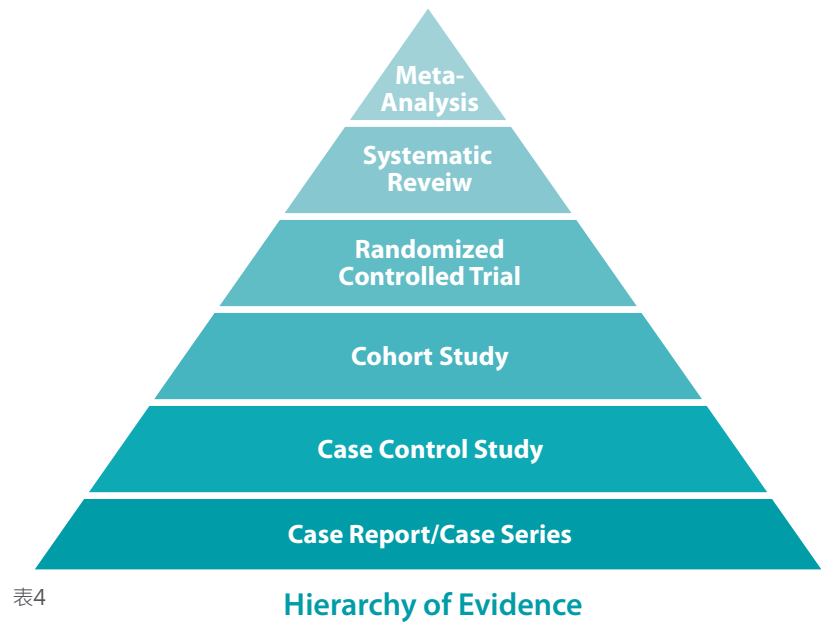 Meta-
Analysis
Systematic
Reveiw
Randomized
Controlled Trial
Cohort Study
Case Control Study
Case Report/Case Series
表4
Hierarchy of Evidence